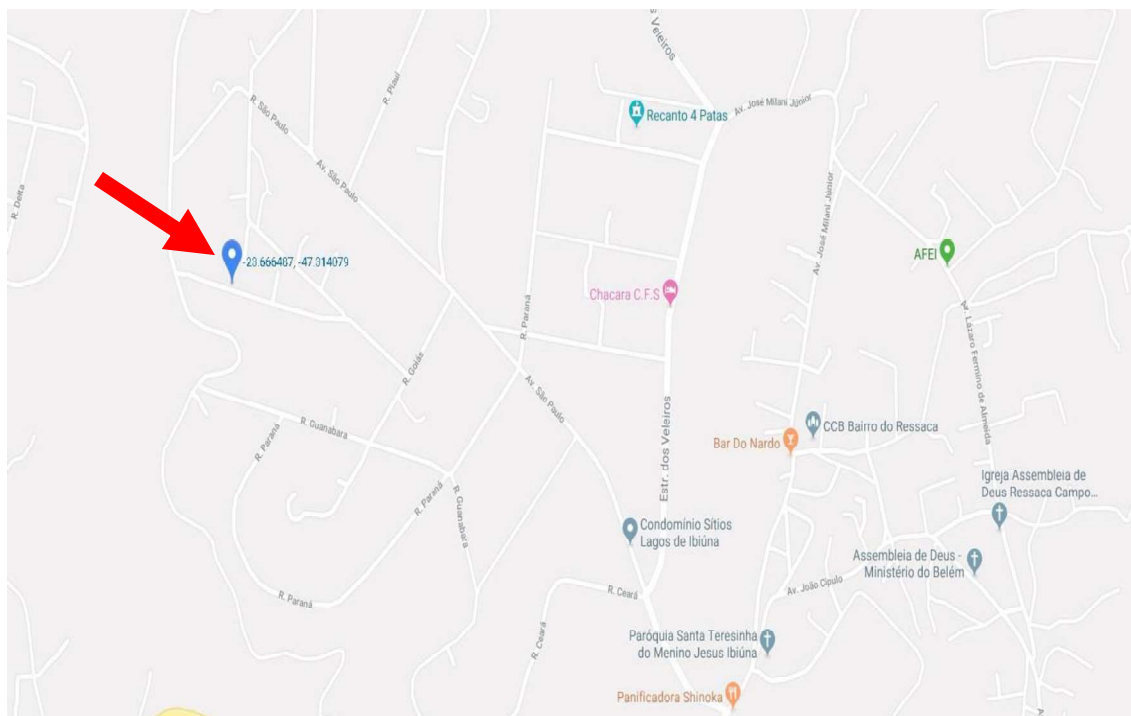 Veleiros
Recanto 4 Patas
Av. José Milani Júnior
R. Piauí
R. São Paulo
Av. São Paulo
R. Delta
-23.666487, -47.314079
AFEI
Av. José Milani Júnior
Chacara C.F.S
R. Paraná
Av. Lázaro Fermino de Almeida
R. Goiás
Av. São Paulo
Estr. dos Veleiros
CCB Bairro do Ressaca
Bar Do Nardo
R. Guanabara
R. Paraná
Igreja Assembleia de
Deus Ressaca Campo...
R. Paraná
R. Guanabara
Condomínio Sítios
Lagos de Ibiúna
Assembleia de Deus -
Ministério do Belém
Av. João Cipulo
R. Ceará
R. Paraná
R. Ceará
Paróquia Santa Teresinha
do Menino Jesus Ibiúna
Panificadora Shinoka